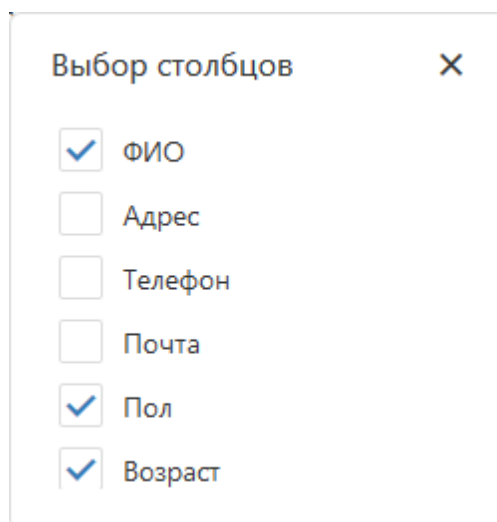 Выбор столбцов
ФИО
Адрес
Телефон
Почта
Пол
Возраст